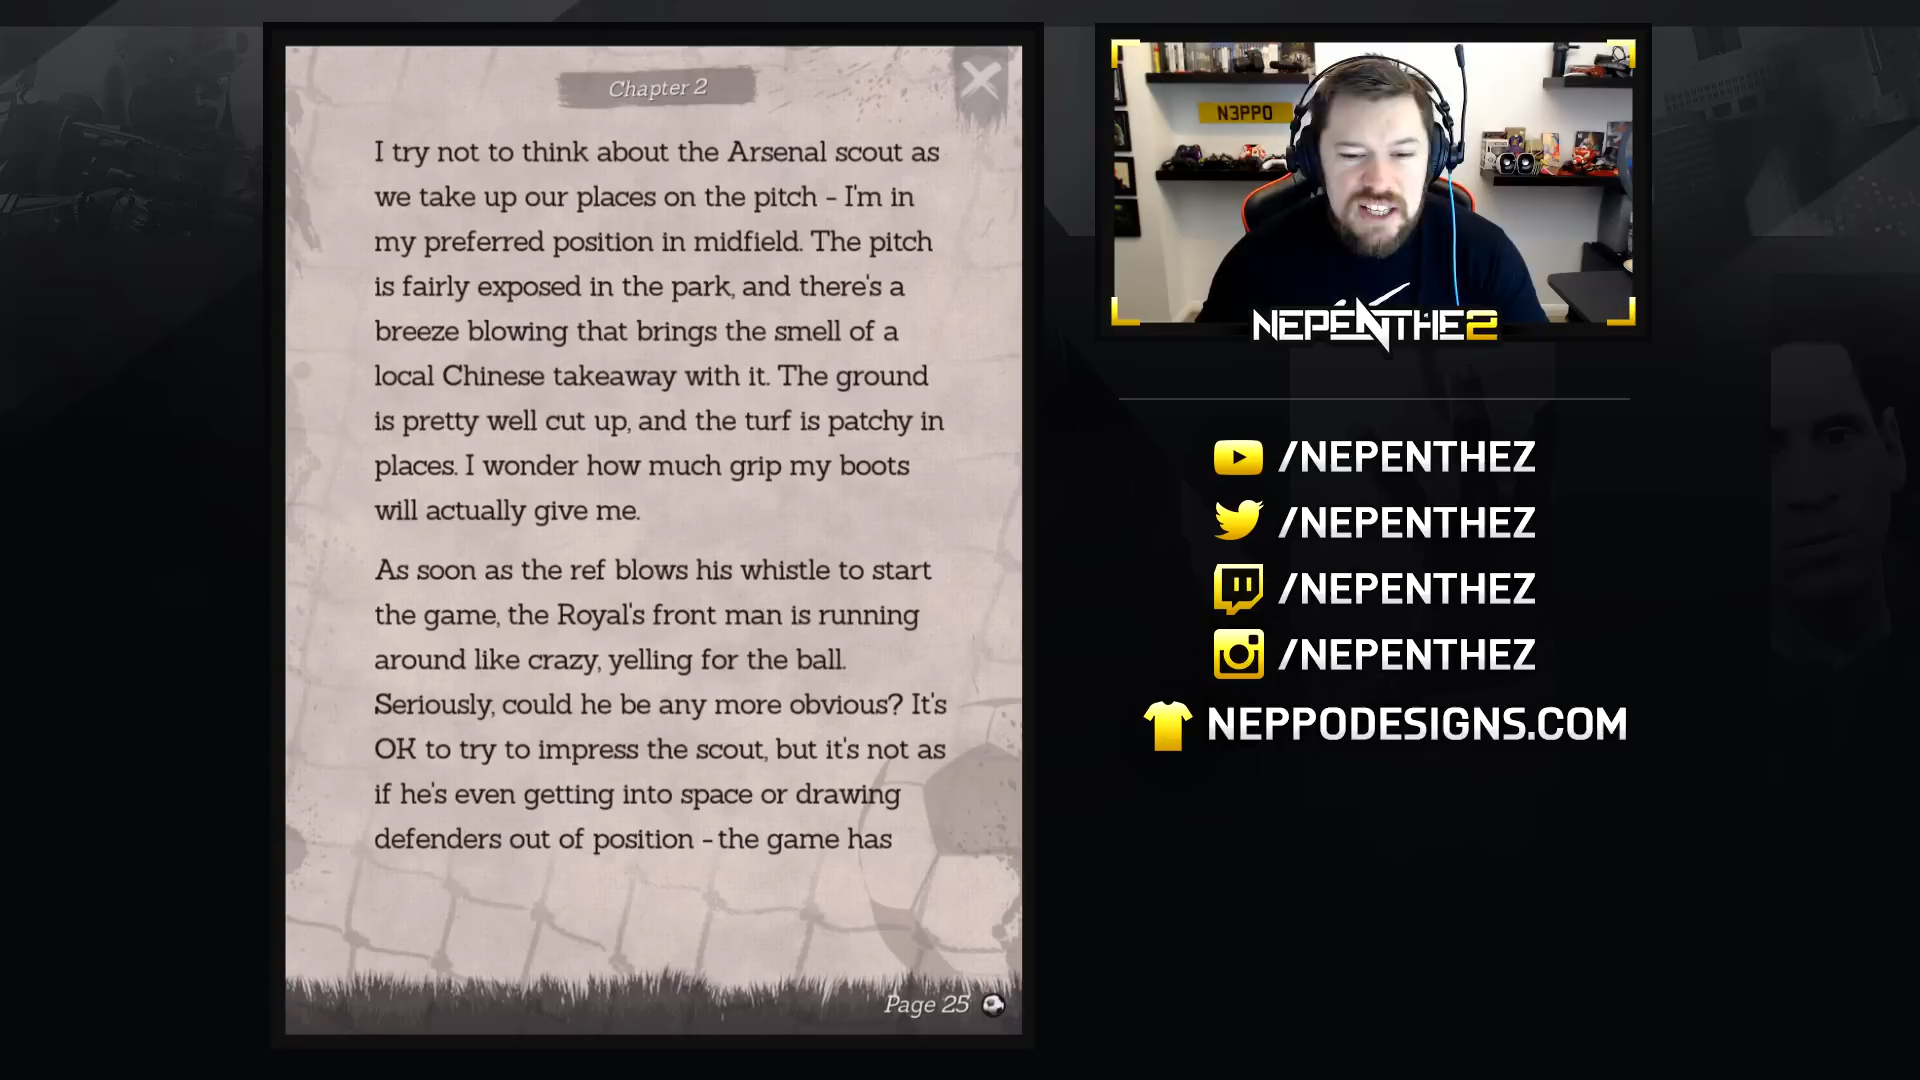 Chapter 2
I try not to think about the Arsenal scout as
we take up our places on the pitch - I'm in
my preferred position in midfield. The pitch
is fairly exposed in the park, and there's a
breeze blowing that brings the smell of a
local Chinese takeaway with it. The ground
is pretty well cut up, and the turf is patchy in
places. I wonder how much grip my boots
will actually give me.
As soon as the ref blows his whistle to start
the game, the Royal's front man is running
around like crazy, yelling for the ball.
Seriously, could he be any more obvious? It's
OK to try to impress the scout, but it's not as
if he's even getting into space or drawing
defenders out of position - the game has
Page 25
N3PPO
NEPENTHE2
/NEPENTHEZ
/NEPENTHEZ
/NEPENTHEZ
/NEPENTHEZ
NEPPODESIGNS.COM